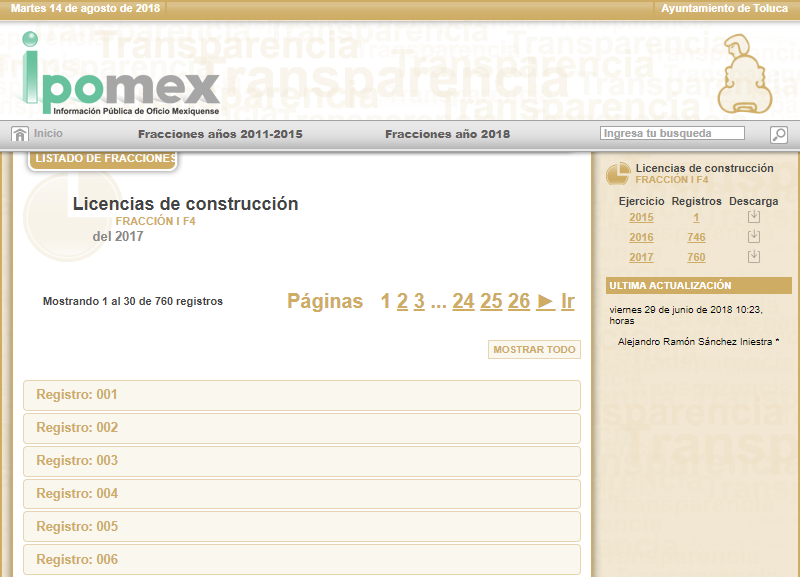 Martes 14 de agosto de 2018
Ayuntamiento de Toluca
Transparencia
Transparencia
Transparencia
ipomex
Información Pública de Oficio Mexiquense
Inicio
Fracciones años 2011-2015
Fracciones año 2018
Ingresa tu busqueda
LISTADO DE FRACCIONES
Licencias de construcción
FRACCIÓN I F4
del 2017
Mostrando 1 al 30 de 760 registros
Páginas 1 2 3 ... 24 25 26 ► Ir
MOSTRAR TODO
Registro: 001
Registro: 002
Registro: 003
Registro: 004
Registro: 005
Registro: 006
Licencias de construcción
FRACCIÓN I F4
Ejercicio Registros Descarga
2015 1
2016 746
2017 760
ULTIMA ACTUALIZACIÓN
viernes 29 de junio de 2018 10:23,
horas
Alejandro Ramón Sánchez Iniestra *